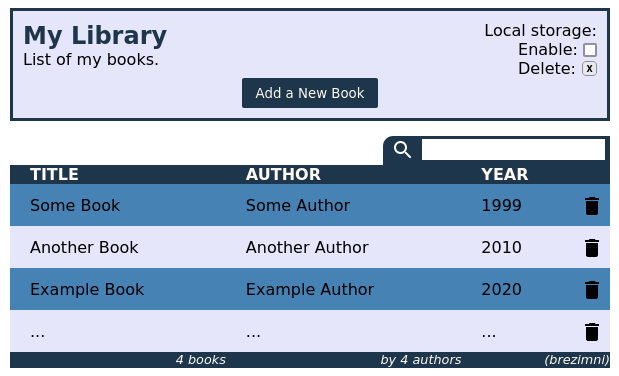 My Library
List of my books.
Local storage:
Enable:
Delete: x
Add a New Book
TITLE AUTHOR YEAR
Some Book Some Author 1999
Another Book Another Author 2010
Example Book Example Author 2020
... ... ...
4 books by 4 authors (brezimni)